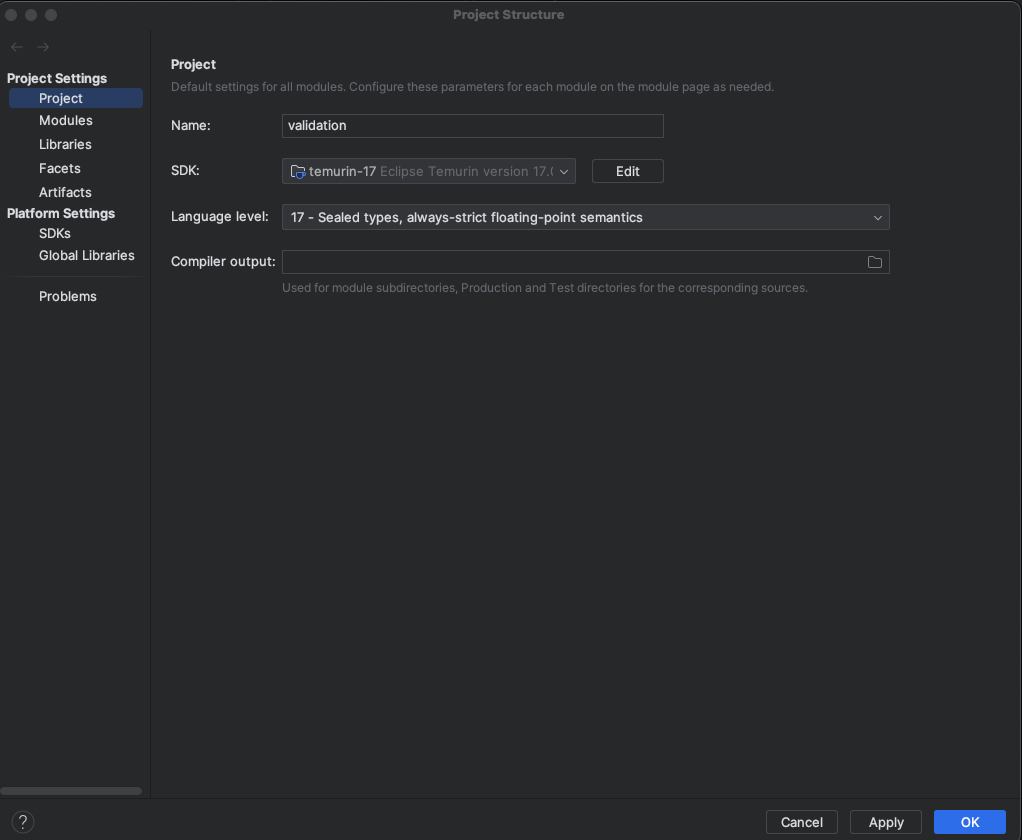 Project Structure
Project Settings
Project
Modules
Libraries
Facets
Artifacts
Platform Settings
SDKs
Global Libraries
Problems
Project
Default settings for all modules. Configure these parameters for each module on the module page as needed.
Name: validation
SDK: temurin-17 Eclipse Temurin version 17.0 Edit
Language level: 17 - Sealed types, always-strict floating-point semantics
Compiler output:
Used for module subdirectories, Production and Test directories for the corresponding sources.
? Cancel Apply OK